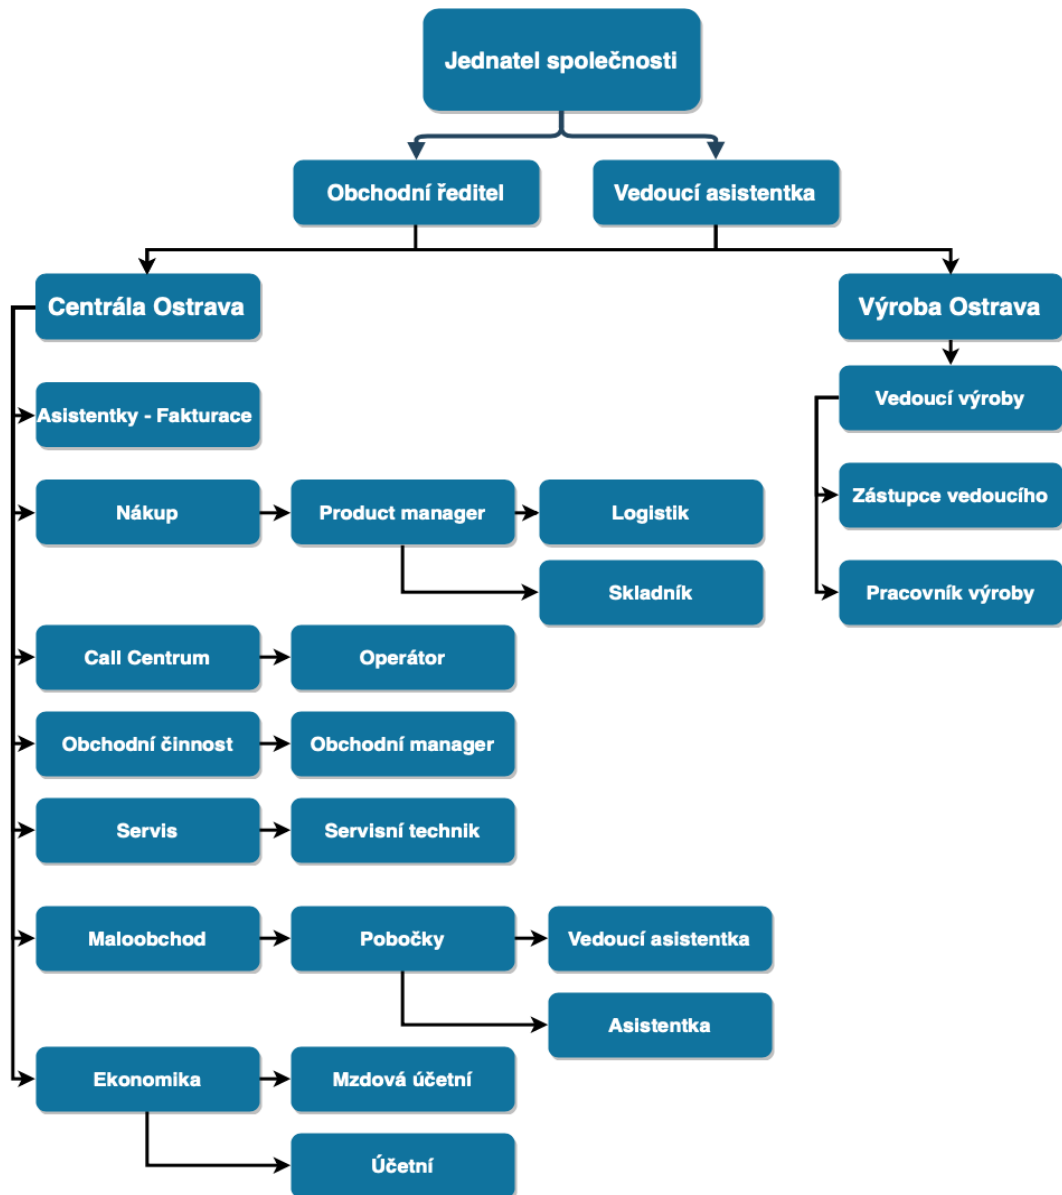 Jednatel společnosti
Obchodní ředitel
Vedoucí asistentka
Centrála Ostrava
Výroba Ostrava
Vedoucí výroby
Asistentky - Fakturace
Nákup
Product manager
Logistik
Zástupce vedoucího
Skladník
Pracovník výroby
Call Centrum
Operátor
Obchodní činnost
Obchodní manager
Servis
Servisní technik
Maloobchod
Pobočky
Vedoucí asistentka
Asistentka
Ekonomika
Mzdová účetní
Účetní